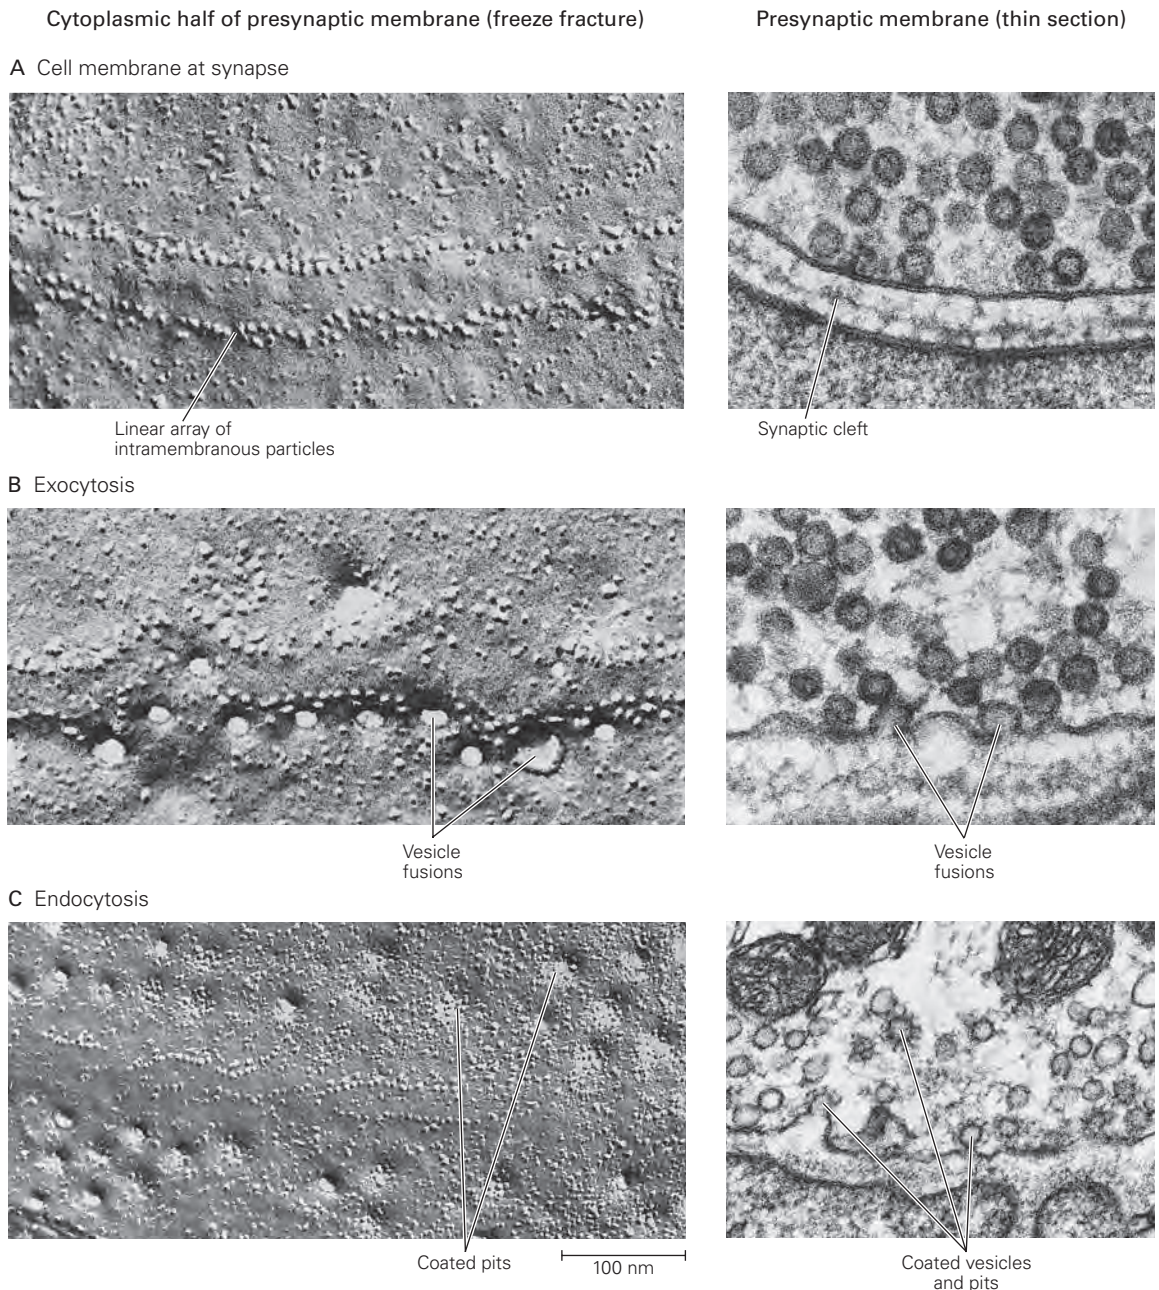 Cytoplasmic half of presynaptic membrane (freeze fracture)
Presynaptic membrane (thin section)
A Cell membrane at synapse
Linear array of
intramembranous particles
Synaptic cleft
B Exocytosis
Vesicle
fusions
Vesicle
fusions
C Endocytosis
Coated pits
100 nm
Coated vesicles
and pits